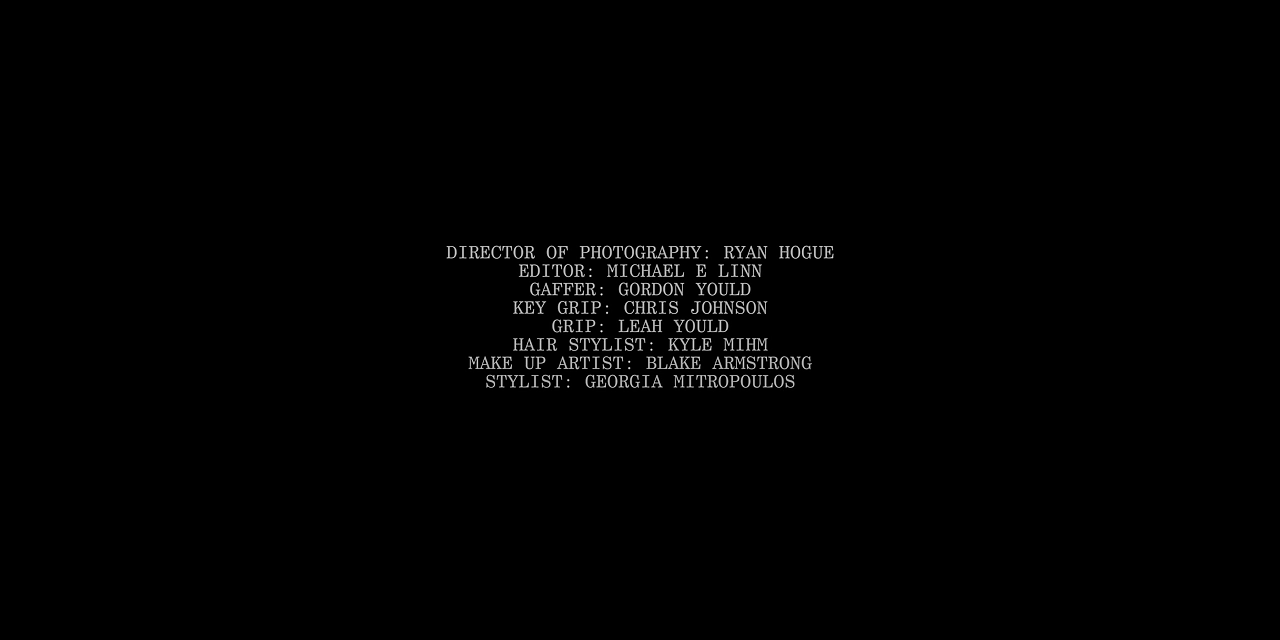 DIRECTOR OF PHOTOGRAPHY: RYAN HOGUE
EDITOR: MICHAEL E LINN
GAFFER: GORDON YOULD
KEY GRIP: CHRIS JOHNSON
GRIP: LEAH YOULD
HAIR STYLIST: KYLE MIHM
MAKE UP ARTIST: BLAKE ARMSTRONG
STYLIST: GEORGIA MITROPOULOS